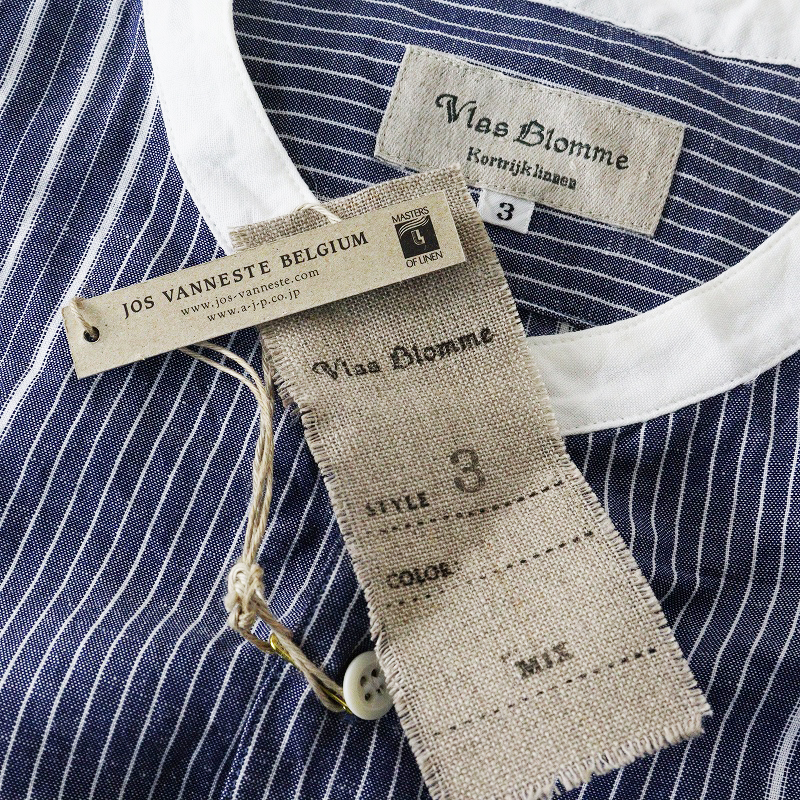 Vlas Blomme
Kortrijk linnen
3
MASTERS
OF LINEN
JOS VANNESTE BELGIUM
www.jos-vanneste.com
www.a-j-p.co.jp
Vlas Blomme
STYLE 3
COLOR
MIX